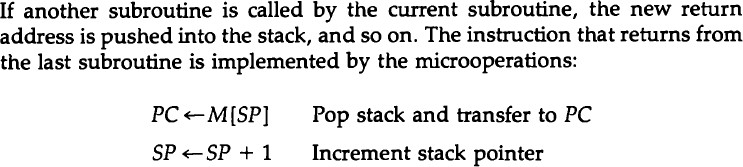 If another subroutine is called by the current subroutine, the new return
address is pushed into the stack, and so on. The instruction that returns from
the last subroutine is implemented by the microoperations:
PC ← M[SP] Pop stack and transfer to PC
SP ← SP + 1 Increment stack pointer